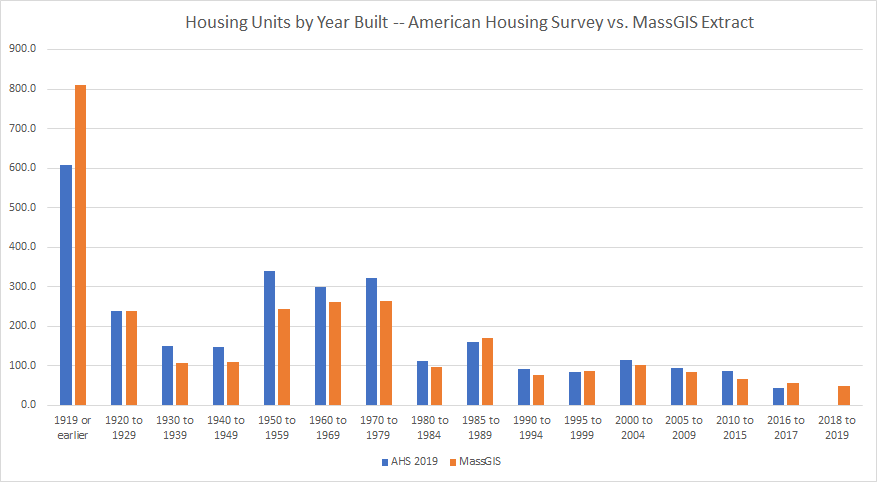 Housing Units by Year Built -- American Housing Survey vs. MassGIS Extract
900.0
800.0
700.0
600.0
500.0
400.0
300.0
200.0
100.0
0.0
1919 or
earlier
1920 to
1929
1930 to
1939
1940 to
1949
1950 to
1959
1960 to
1969
1970 to
1979
1980 to
1984
1985 to
1989
1990 to
1994
1995 to
1999
2000 to
2004
2005 to
2009
2010 to
2015
2016 to
2017
2018 to
2019
AHS 2019
MassGIS